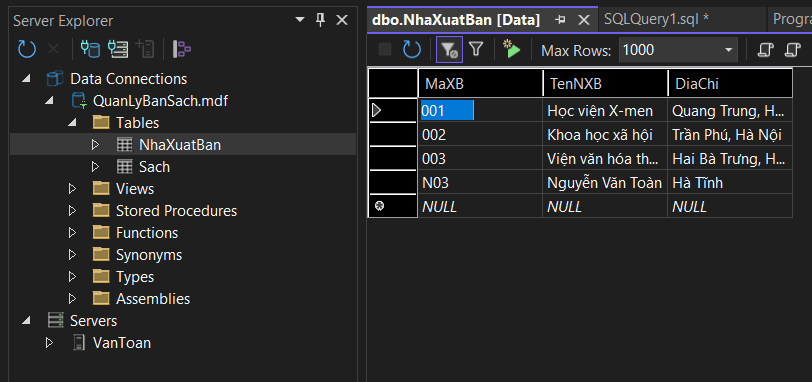 Server Explorer
Data Connections
QuanLyBanSach.mdf
Tables
NhaXuatBan
Sach
Views
Stored Procedures
Functions
Synonyms
Types
Assemblies
Servers
VanToan
dbo.NhaXuatBan [Data] SQLQuery1.sql * Progra
Max Rows: 1000
MaXB TenNXB DiaChi
001 Học viện X-men Quang Trung, H...
002 Khoa học xã hội Trần Phú, Hà Nội
003 Viện văn hóa th... Hai Bà Trưng, H...
N03 Nguyễn Văn Toàn Hà Tĩnh
NULL NULL NULL